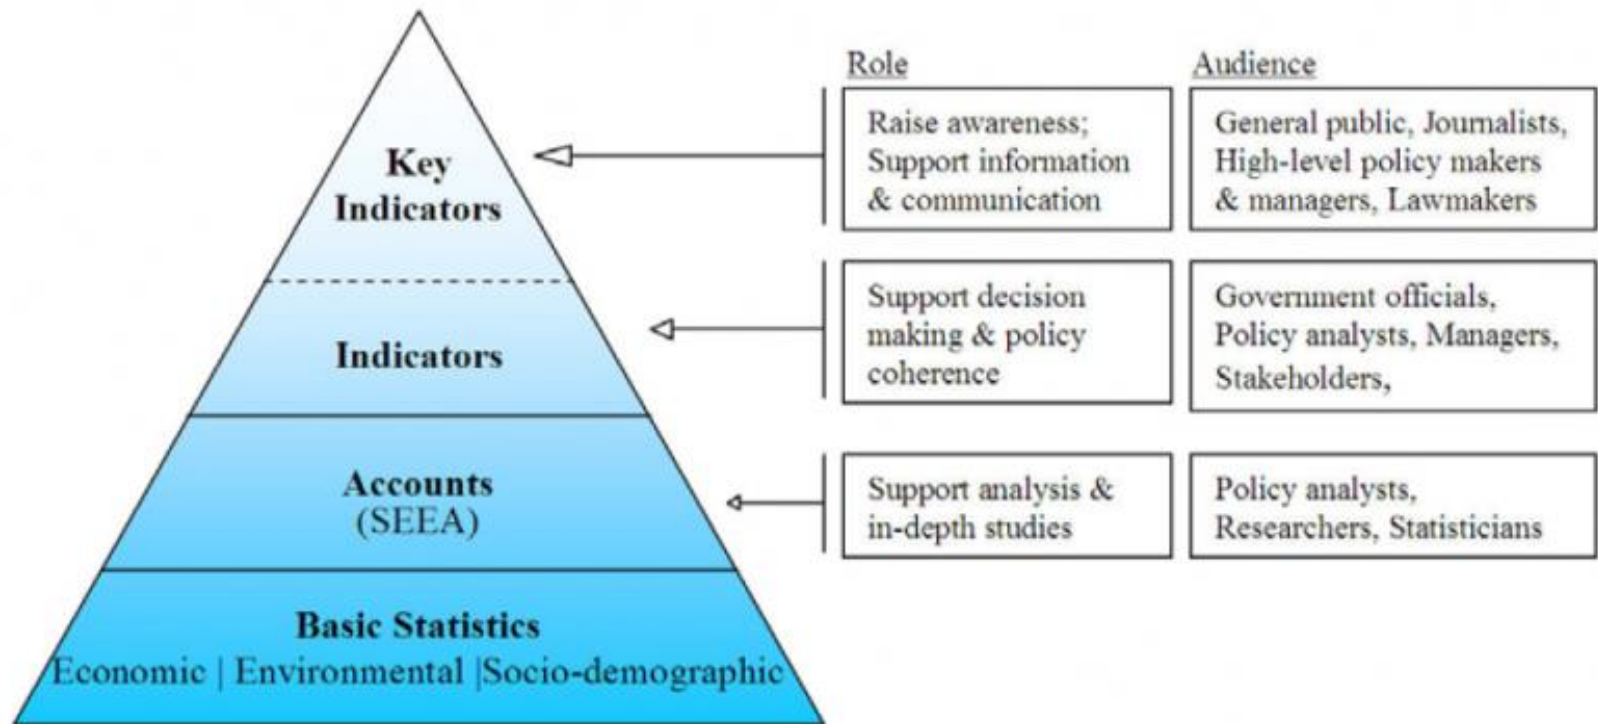 Key
Indicators
Indicators
Accounts
(SEEA)
Basic Statistics
Economic | Environmental |Socio-demographic
Role
Raise awareness;
Support information
& communication
Support decision
making & policy
coherence
Support analysis &
in-depth studies
Audience
General public, Journalists,
High-level policy makers
& managers, Lawmakers
Government officials,
Policy analysts, Managers,
Stakeholders,
Policy analysts,
Researchers, Statisticians